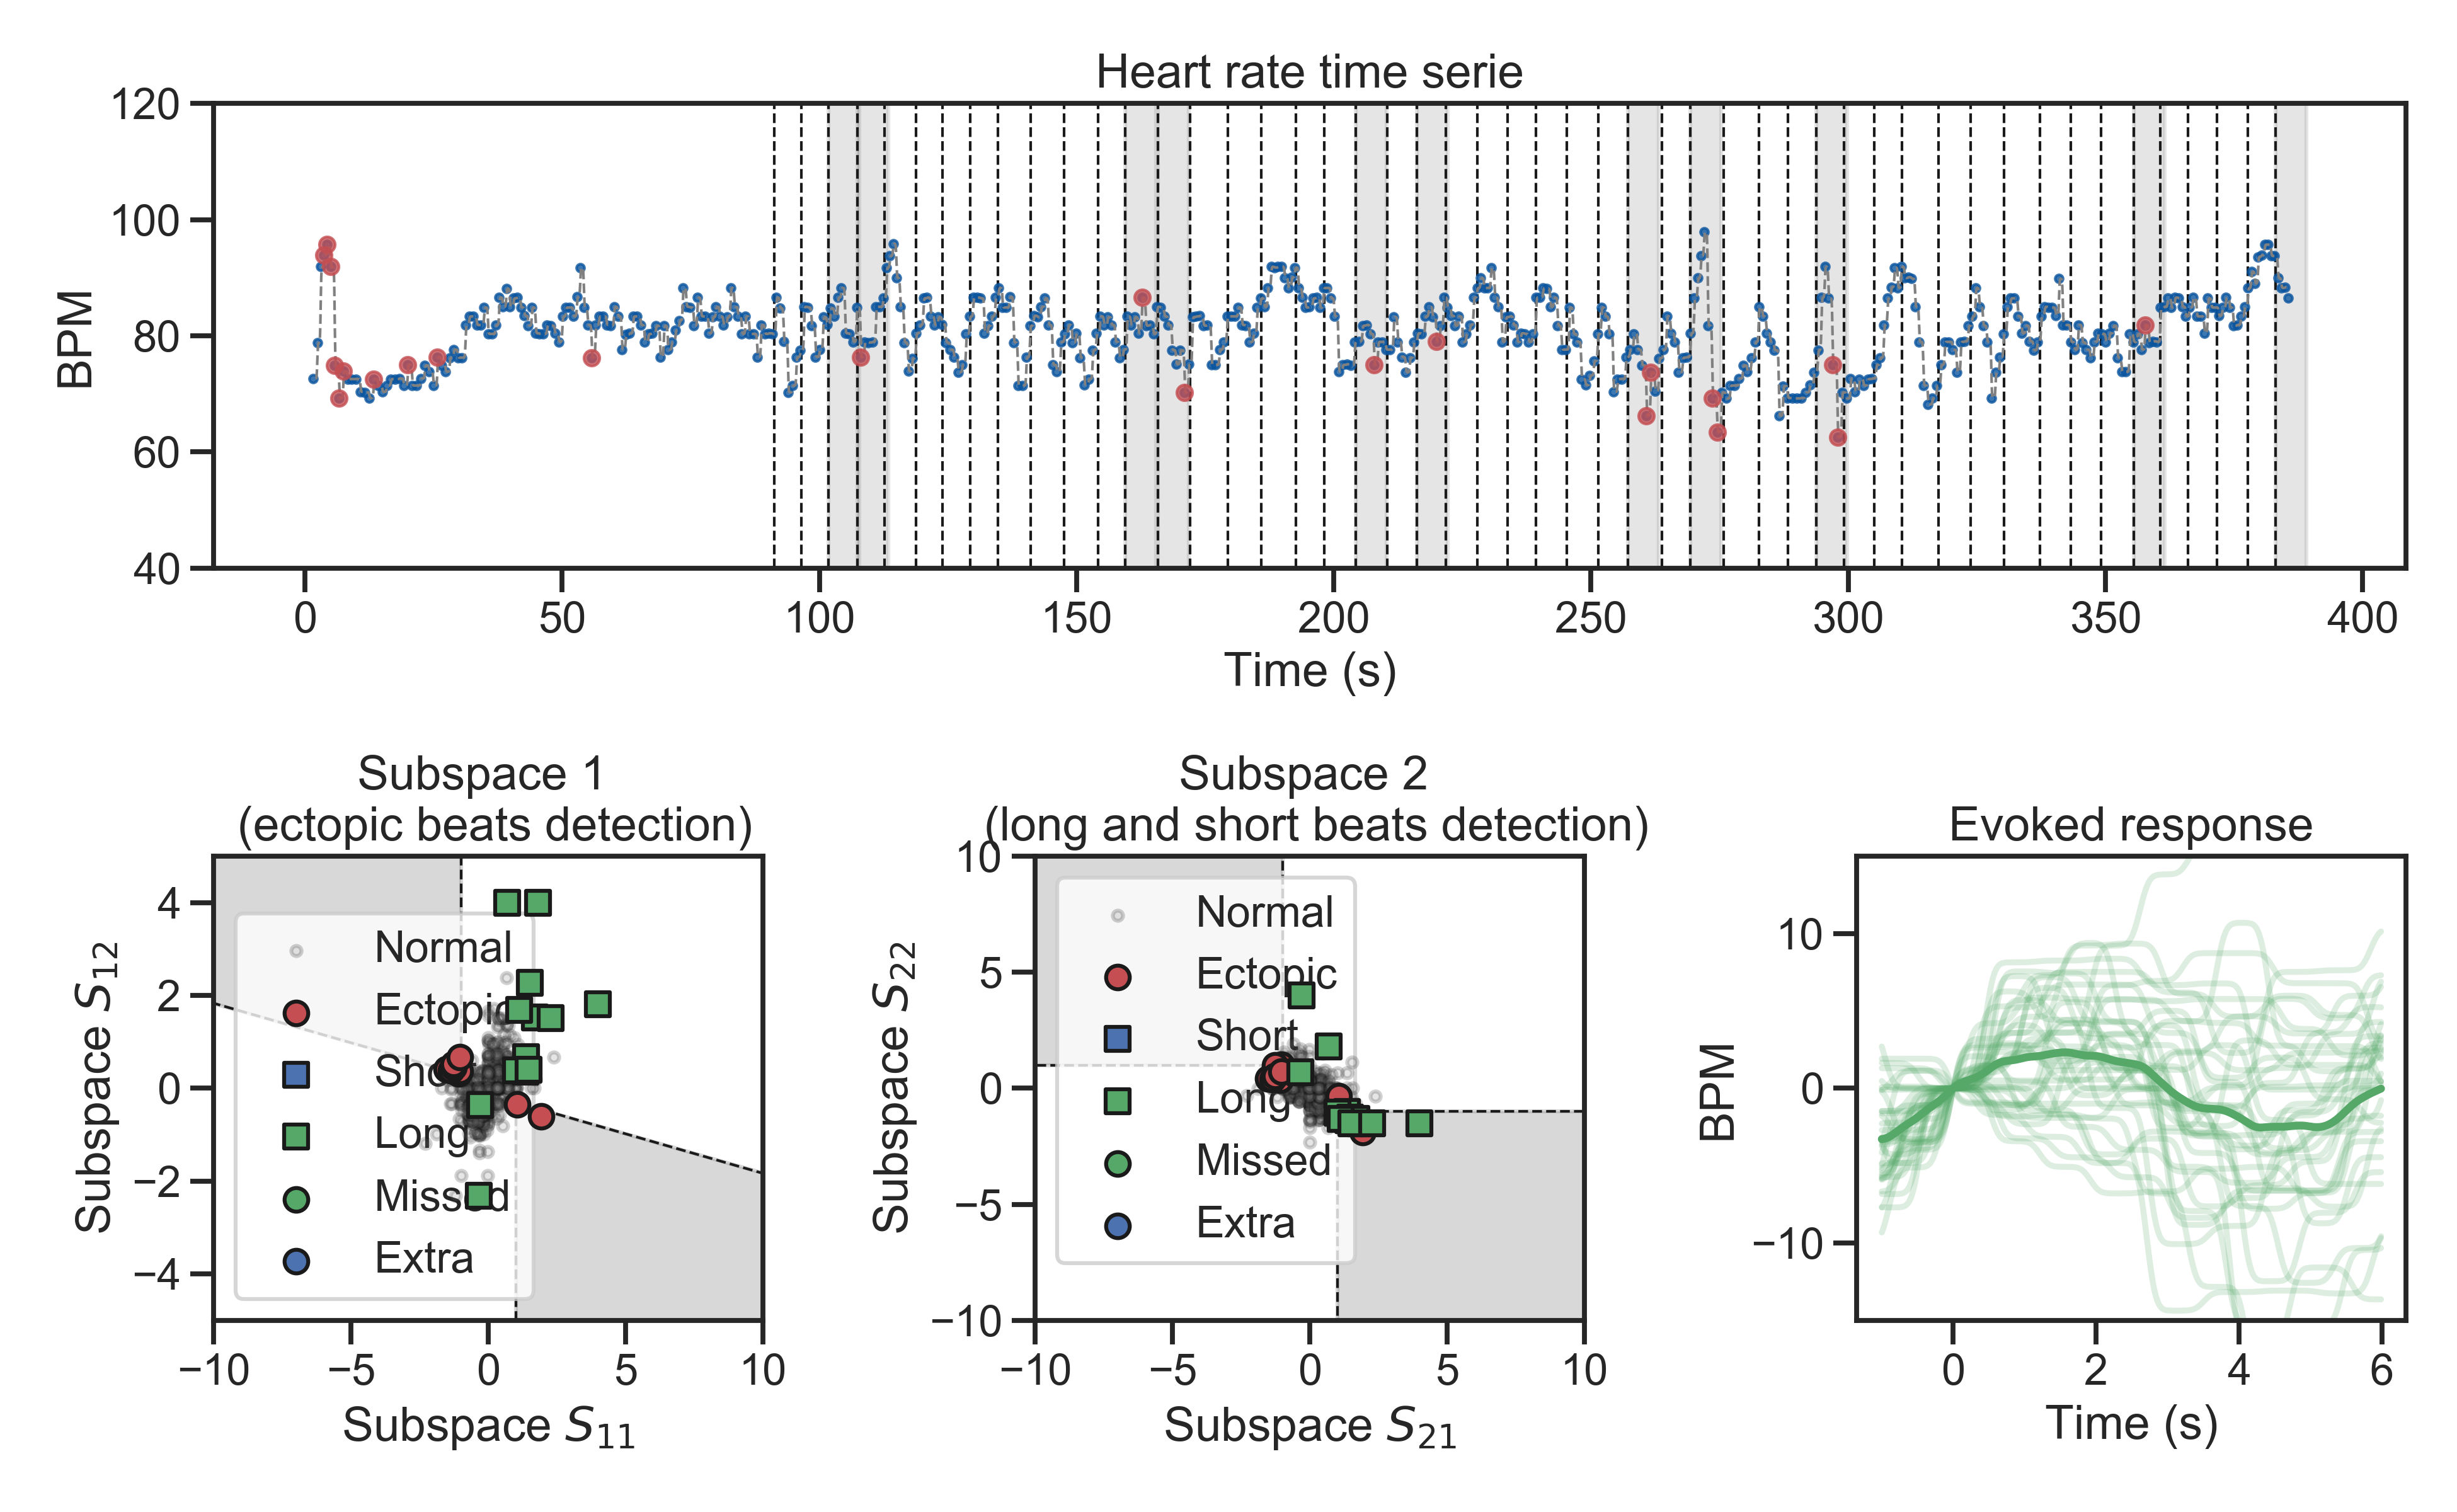 Heart rate time serie
120
100
80
60
40
BPM
0 50 100 150 200 250 300 350 400
Time (s)
Subspace 1
(ectopic beats detection)
4
2
0
−2
−4
Subspace S12
Normal
Ectopic
Short
Long
Missed
Extra
−10 −5 0 5 10
Subspace S11
Subspace 2
(long and short beats detection)
10
5
0
−5
−10
Subspace S22
Normal
Ectopic
Short
Long
Missed
Extra
−10 −5 0 5 10
Subspace S21
Evoked response
10
0
−10
BPM
0 2 4 6
Time (s)